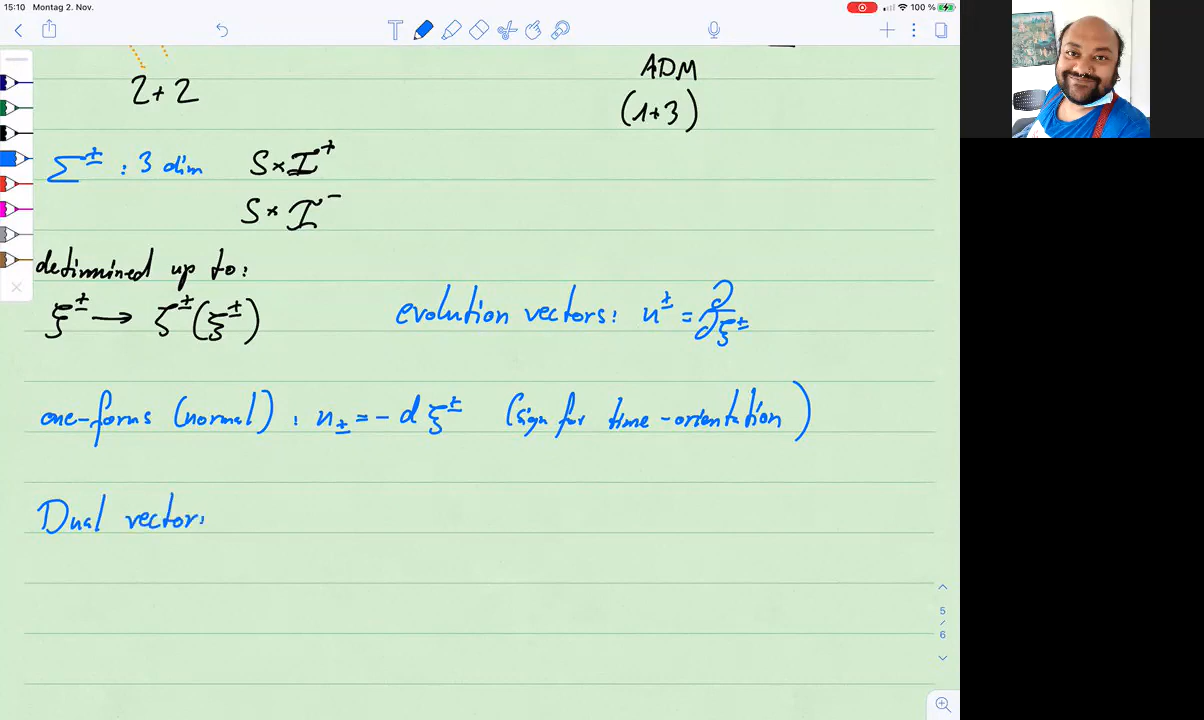 15:10 Montag 2. Nov. 100 %
T
2+2
ADM
(1+3)
Σ^± : 3 dim S × I^+
S × I^-
determined up to:
ξ^± → ζ^±(ξ^±)
evolution vectors: u^± = ∂/∂ξ^±
one-forms (normal) : n_± = - d ξ^± (sign for time-orientation)
Dual vector:
5
/
6